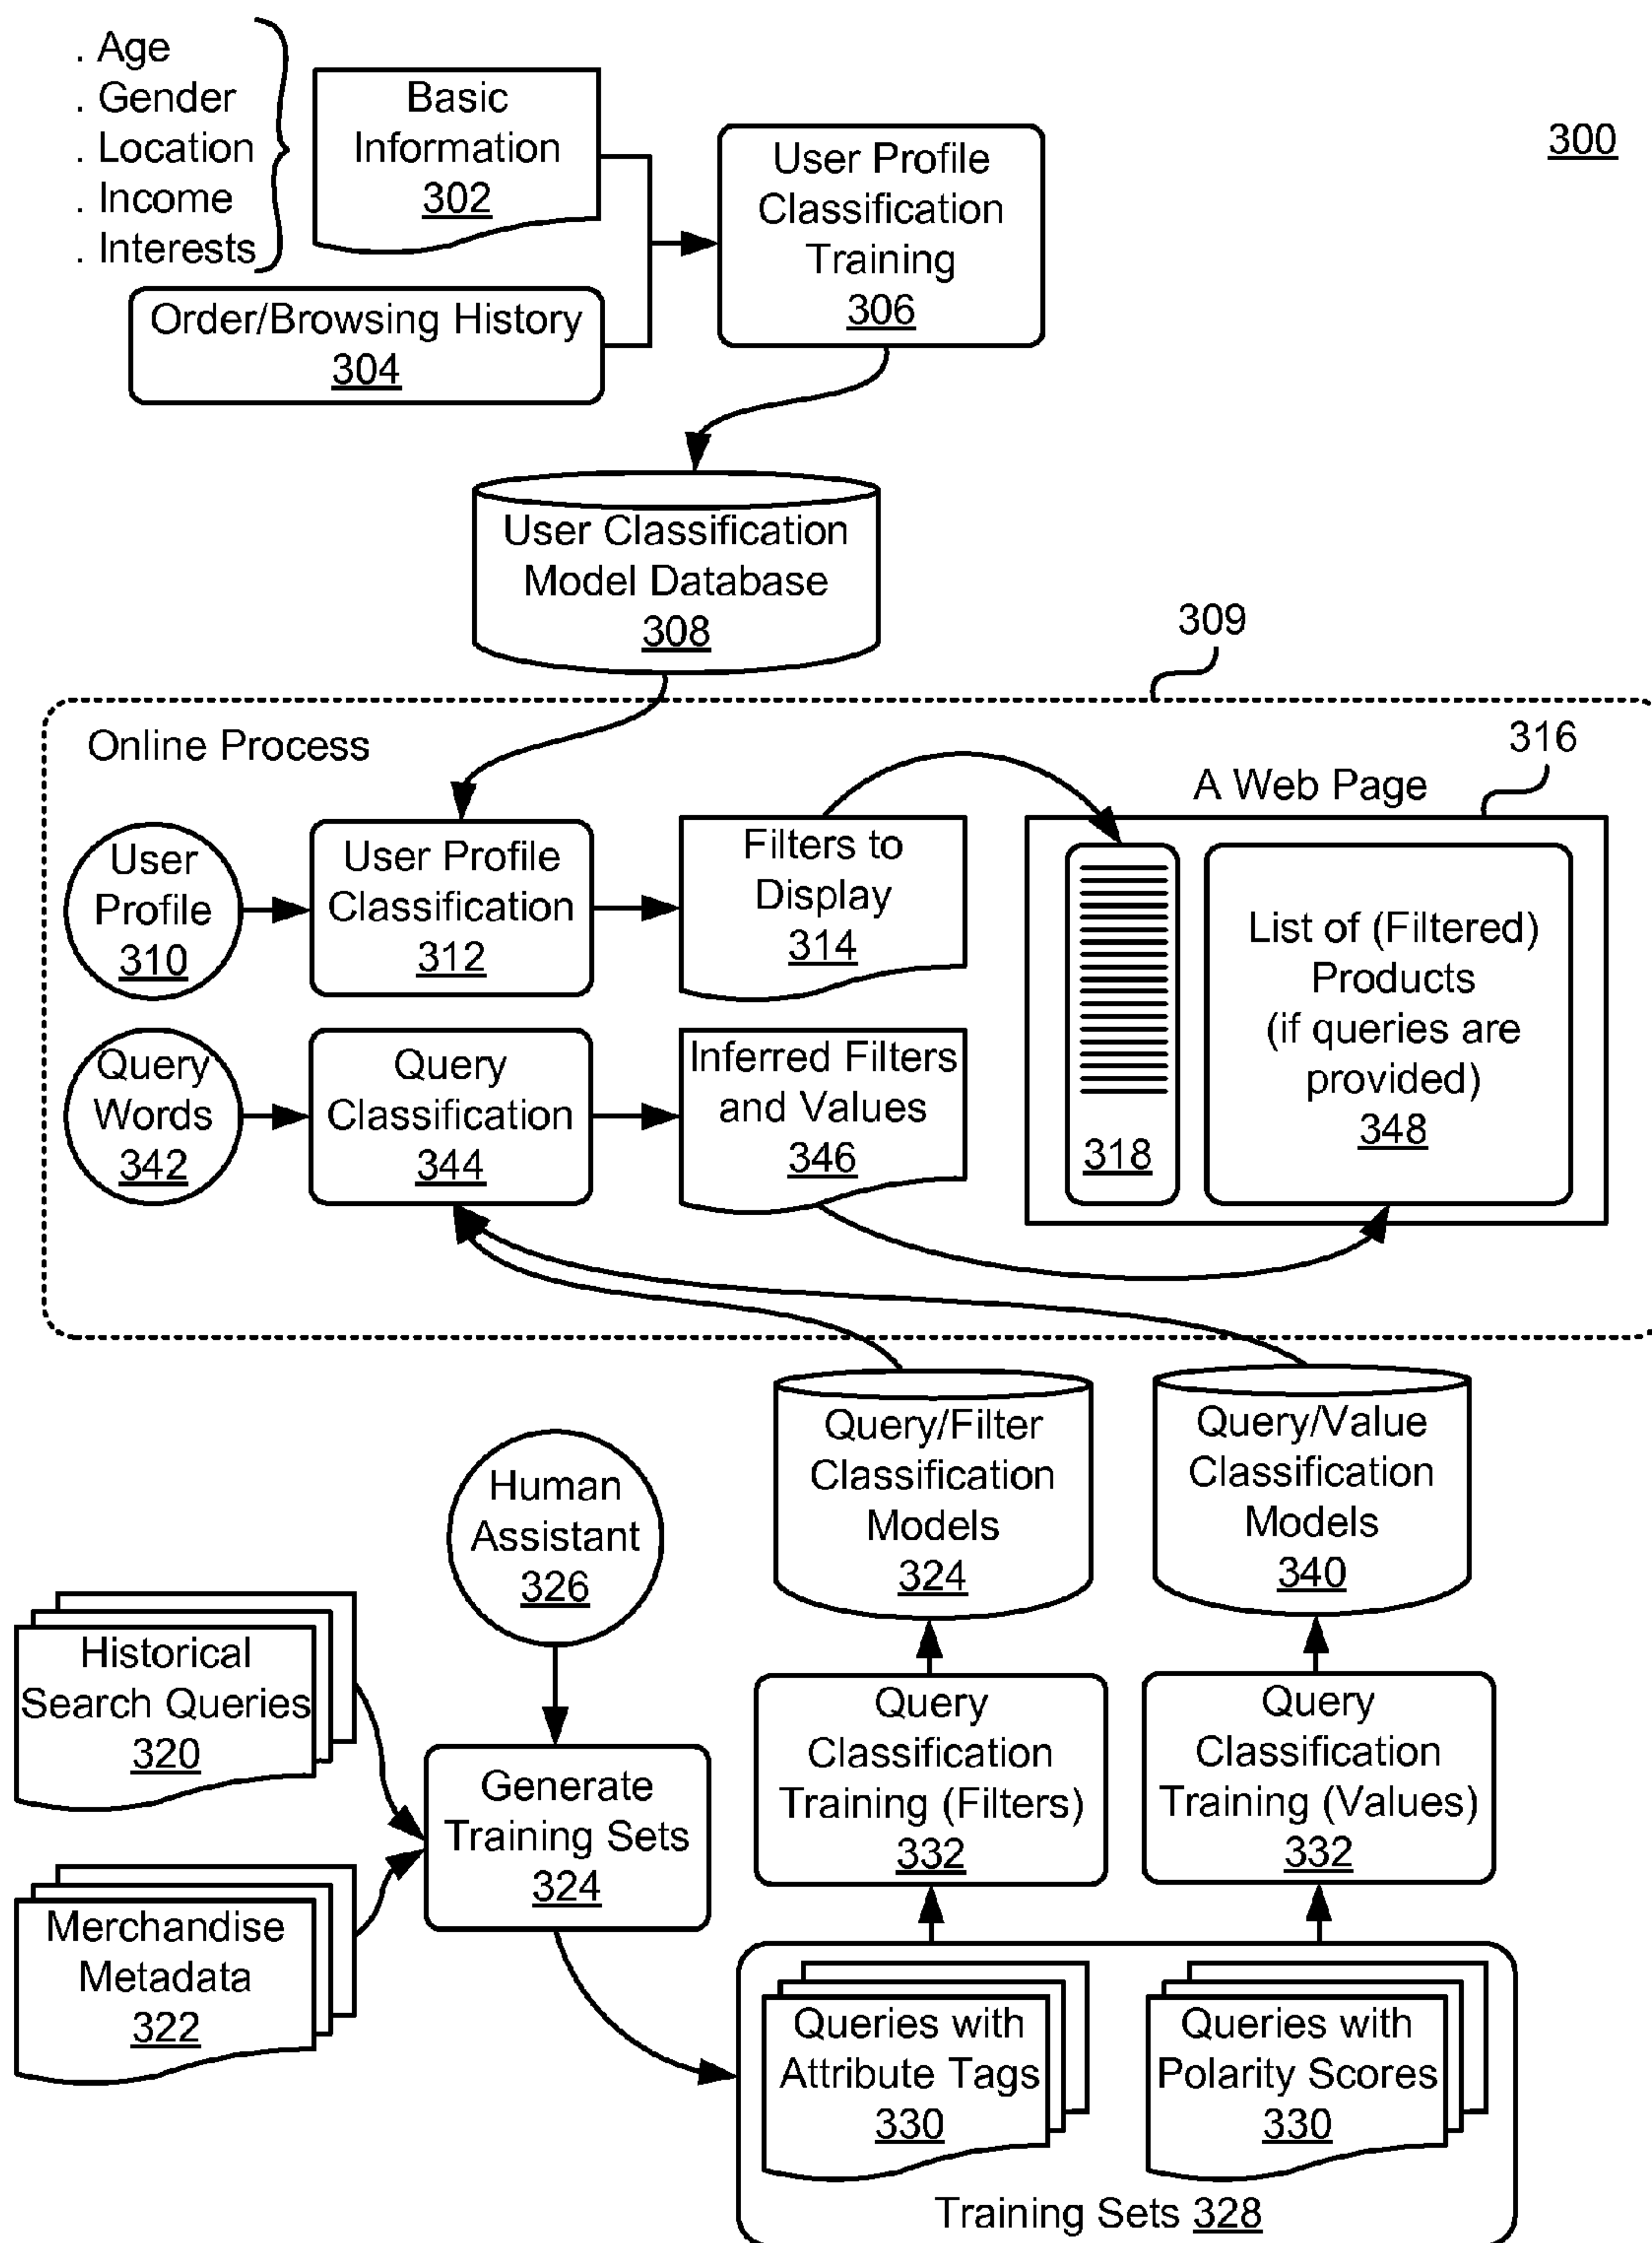 . Age
. Gender
. Location
. Income
. Interests
Basic
Information
302
User Profile
Classification
Training
306
300
Order/Browsing History
304
User Classification
Model Database
308
309
Online Process
316
A Web Page
User
Profile
310
User Profile
Classification
312
Filters to
Display
314
318
List of (Filtered)
Products
(if queries are
provided)
348
Query
Words
342
Query
Classification
344
Inferred Filters
and Values
346
Query/Filter
Classification
Models
324
Query/Value
Classification
Models
340
Human
Assistant
326
Historical
Search Queries
320
Merchandise
Metadata
322
Generate
Training Sets
324
Query
Classification
Training (Filters)
332
Query
Classification
Training (Values)
332
Queries with
Attribute Tags
330
Queries with
Polarity Scores
330
Training Sets 328